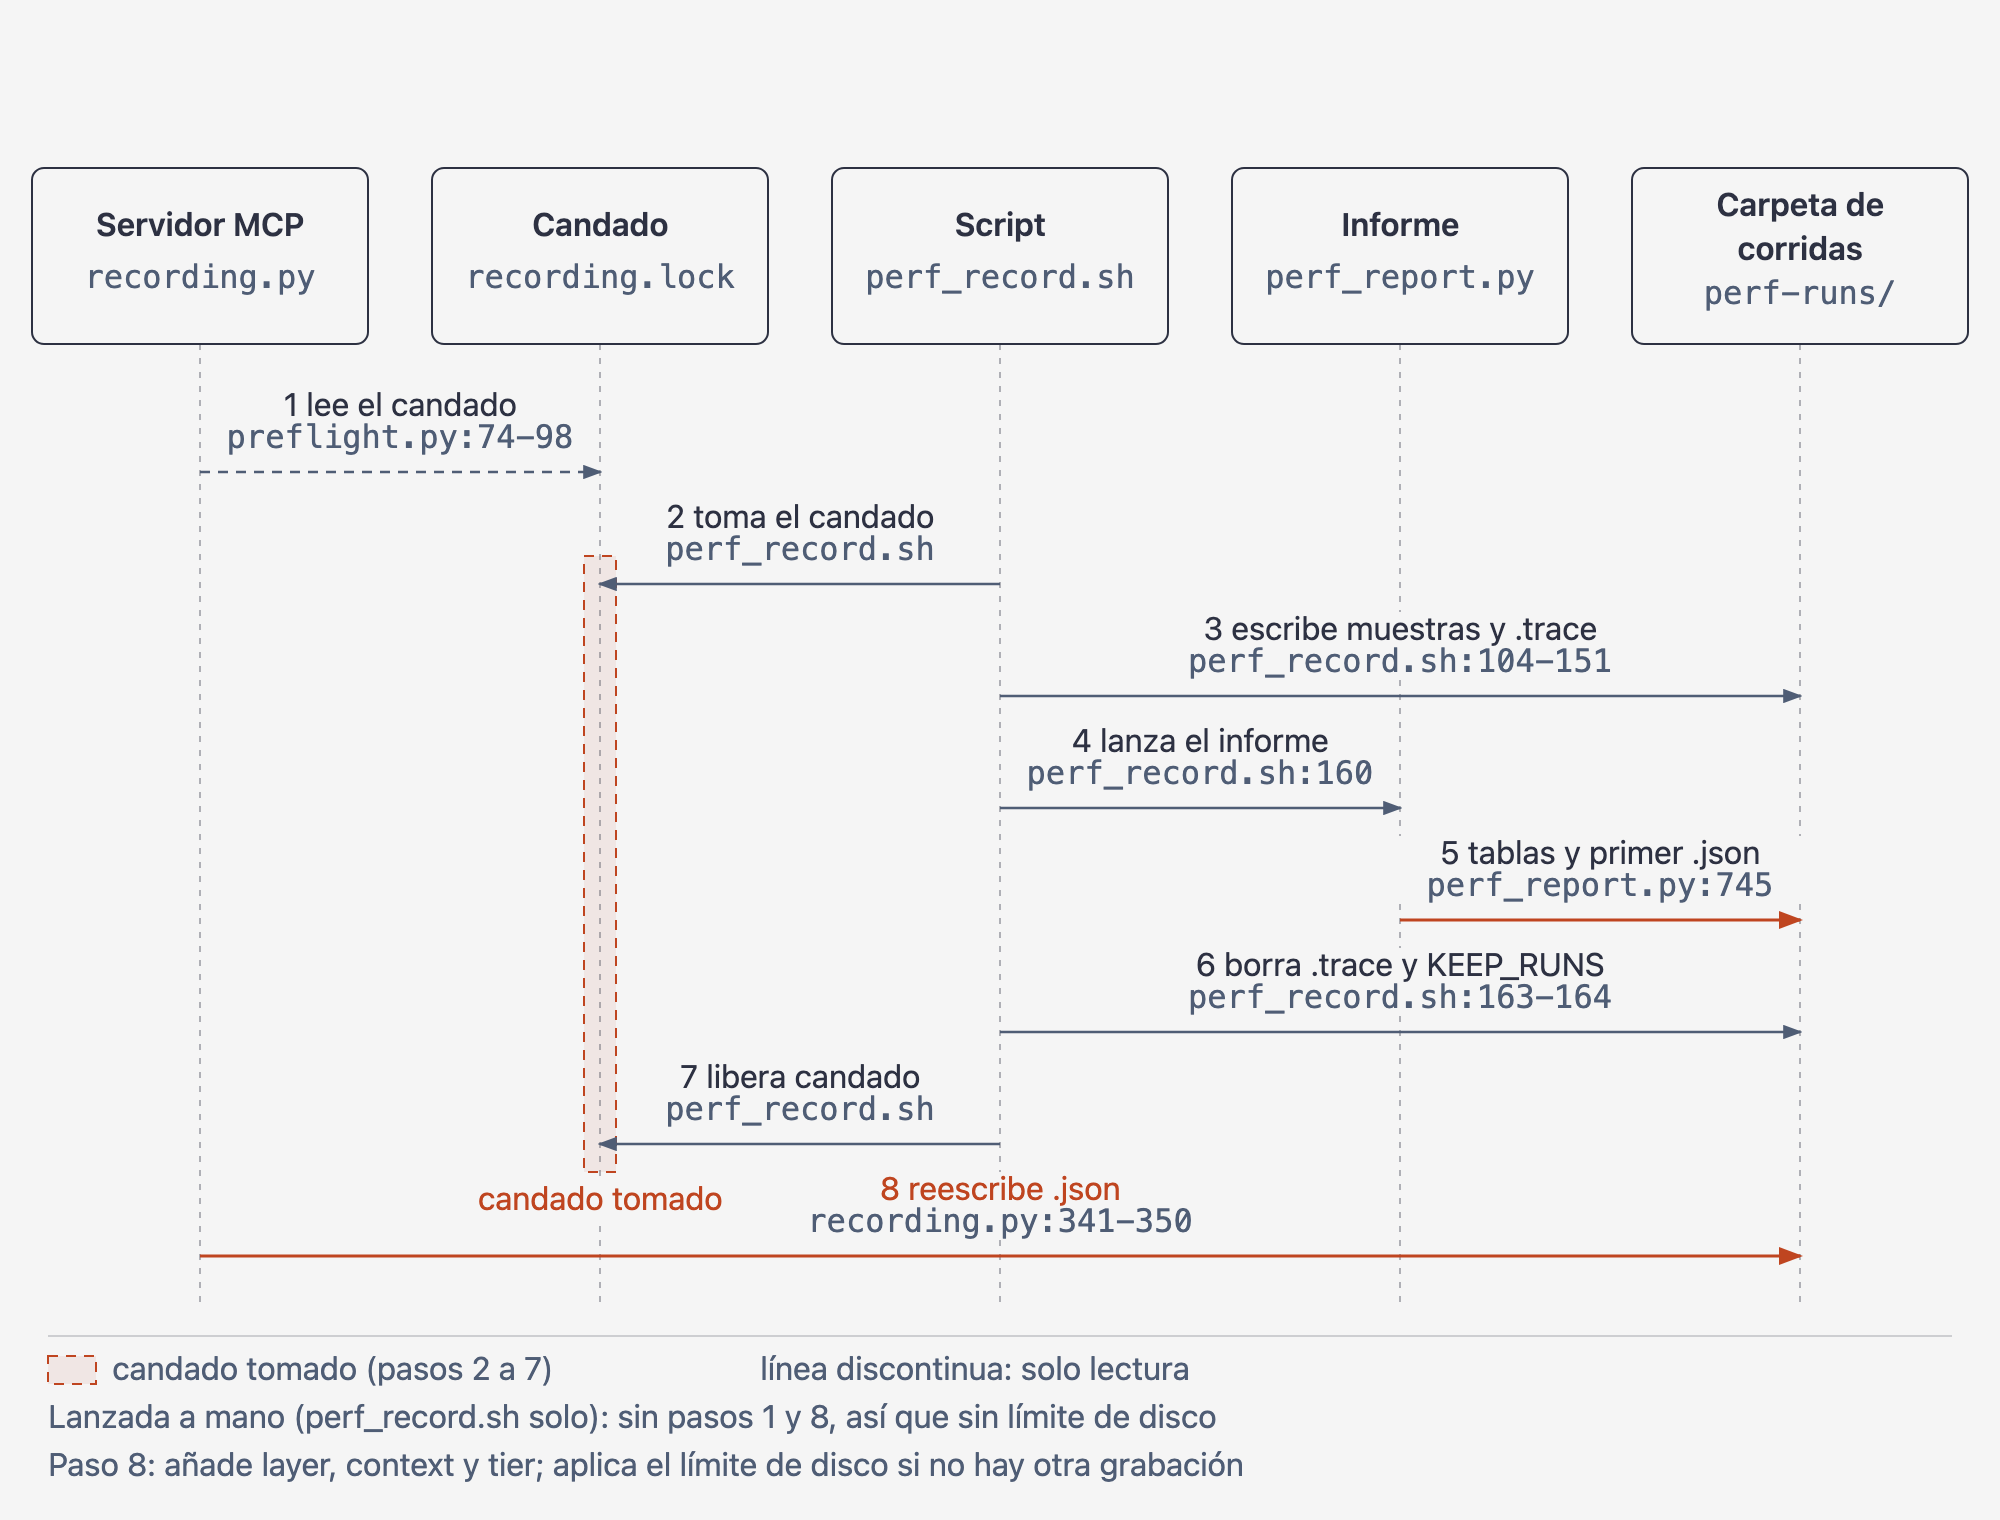 Servidor MCP
recording.py
Candado
recording.lock
Script
perf_record.sh
Informe
perf_report.py
Carpeta de
corridas
perf-runs/
1 lee el candado
preflight.py:74–98
2 toma el candado
perf_record.sh
3 escribe muestras y .trace
perf_record.sh:104–151
4 lanza el informe
perf_record.sh:160
5 tablas y primer .json
perf_report.py:745
6 borra .trace y KEEP_RUNS
perf_record.sh:163–164
7 libera candado
perf_record.sh
candado tomado
8 reescribe .json
recording.py:341–350
candado tomado (pasos 2 a 7)
línea discontinua: solo lectura
Lanzada a mano (perf_record.sh solo): sin pasos 1 y 8, así que sin límite de disco
Paso 8: añade layer, context y tier; aplica el límite de disco si no hay otra grabación